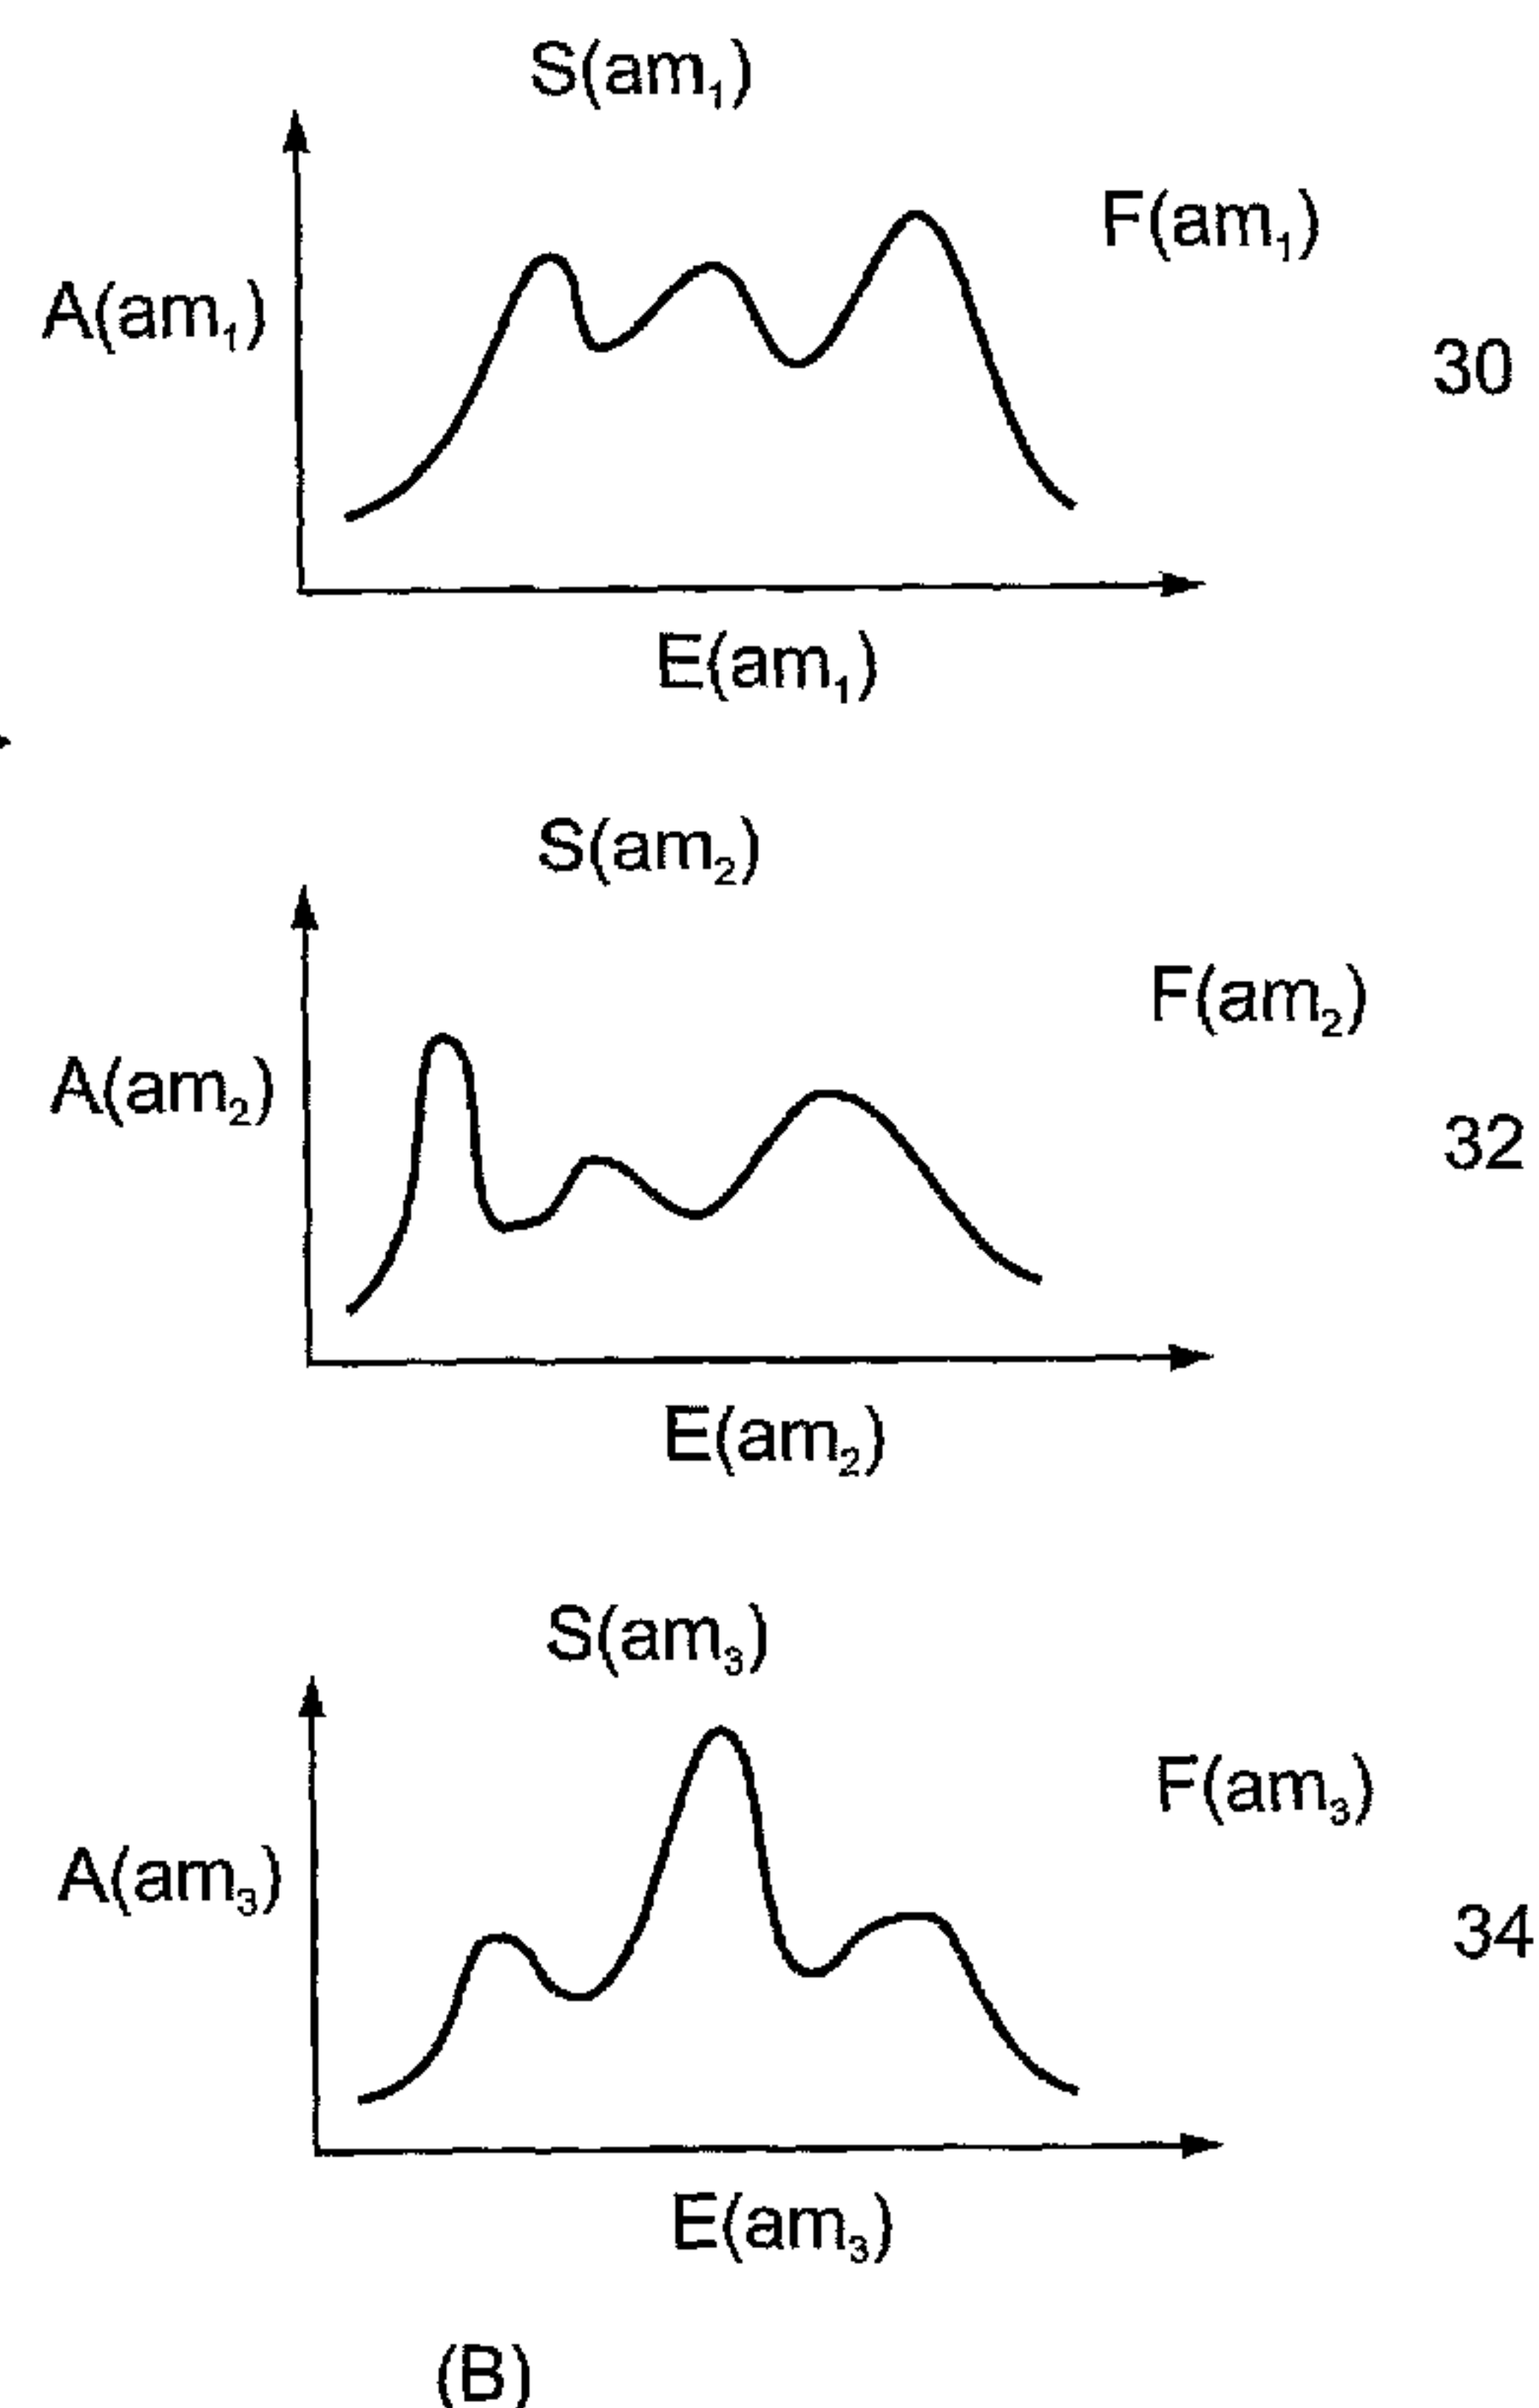 S(am₁)
F(am₁)
A(am₁)
30
E(am₁)
S(am₂)
F(am₂)
A(am₂)
32
E(am₂)
S(am₃)
F(am₃)
A(am₃)
34
E(am₃)
(B)